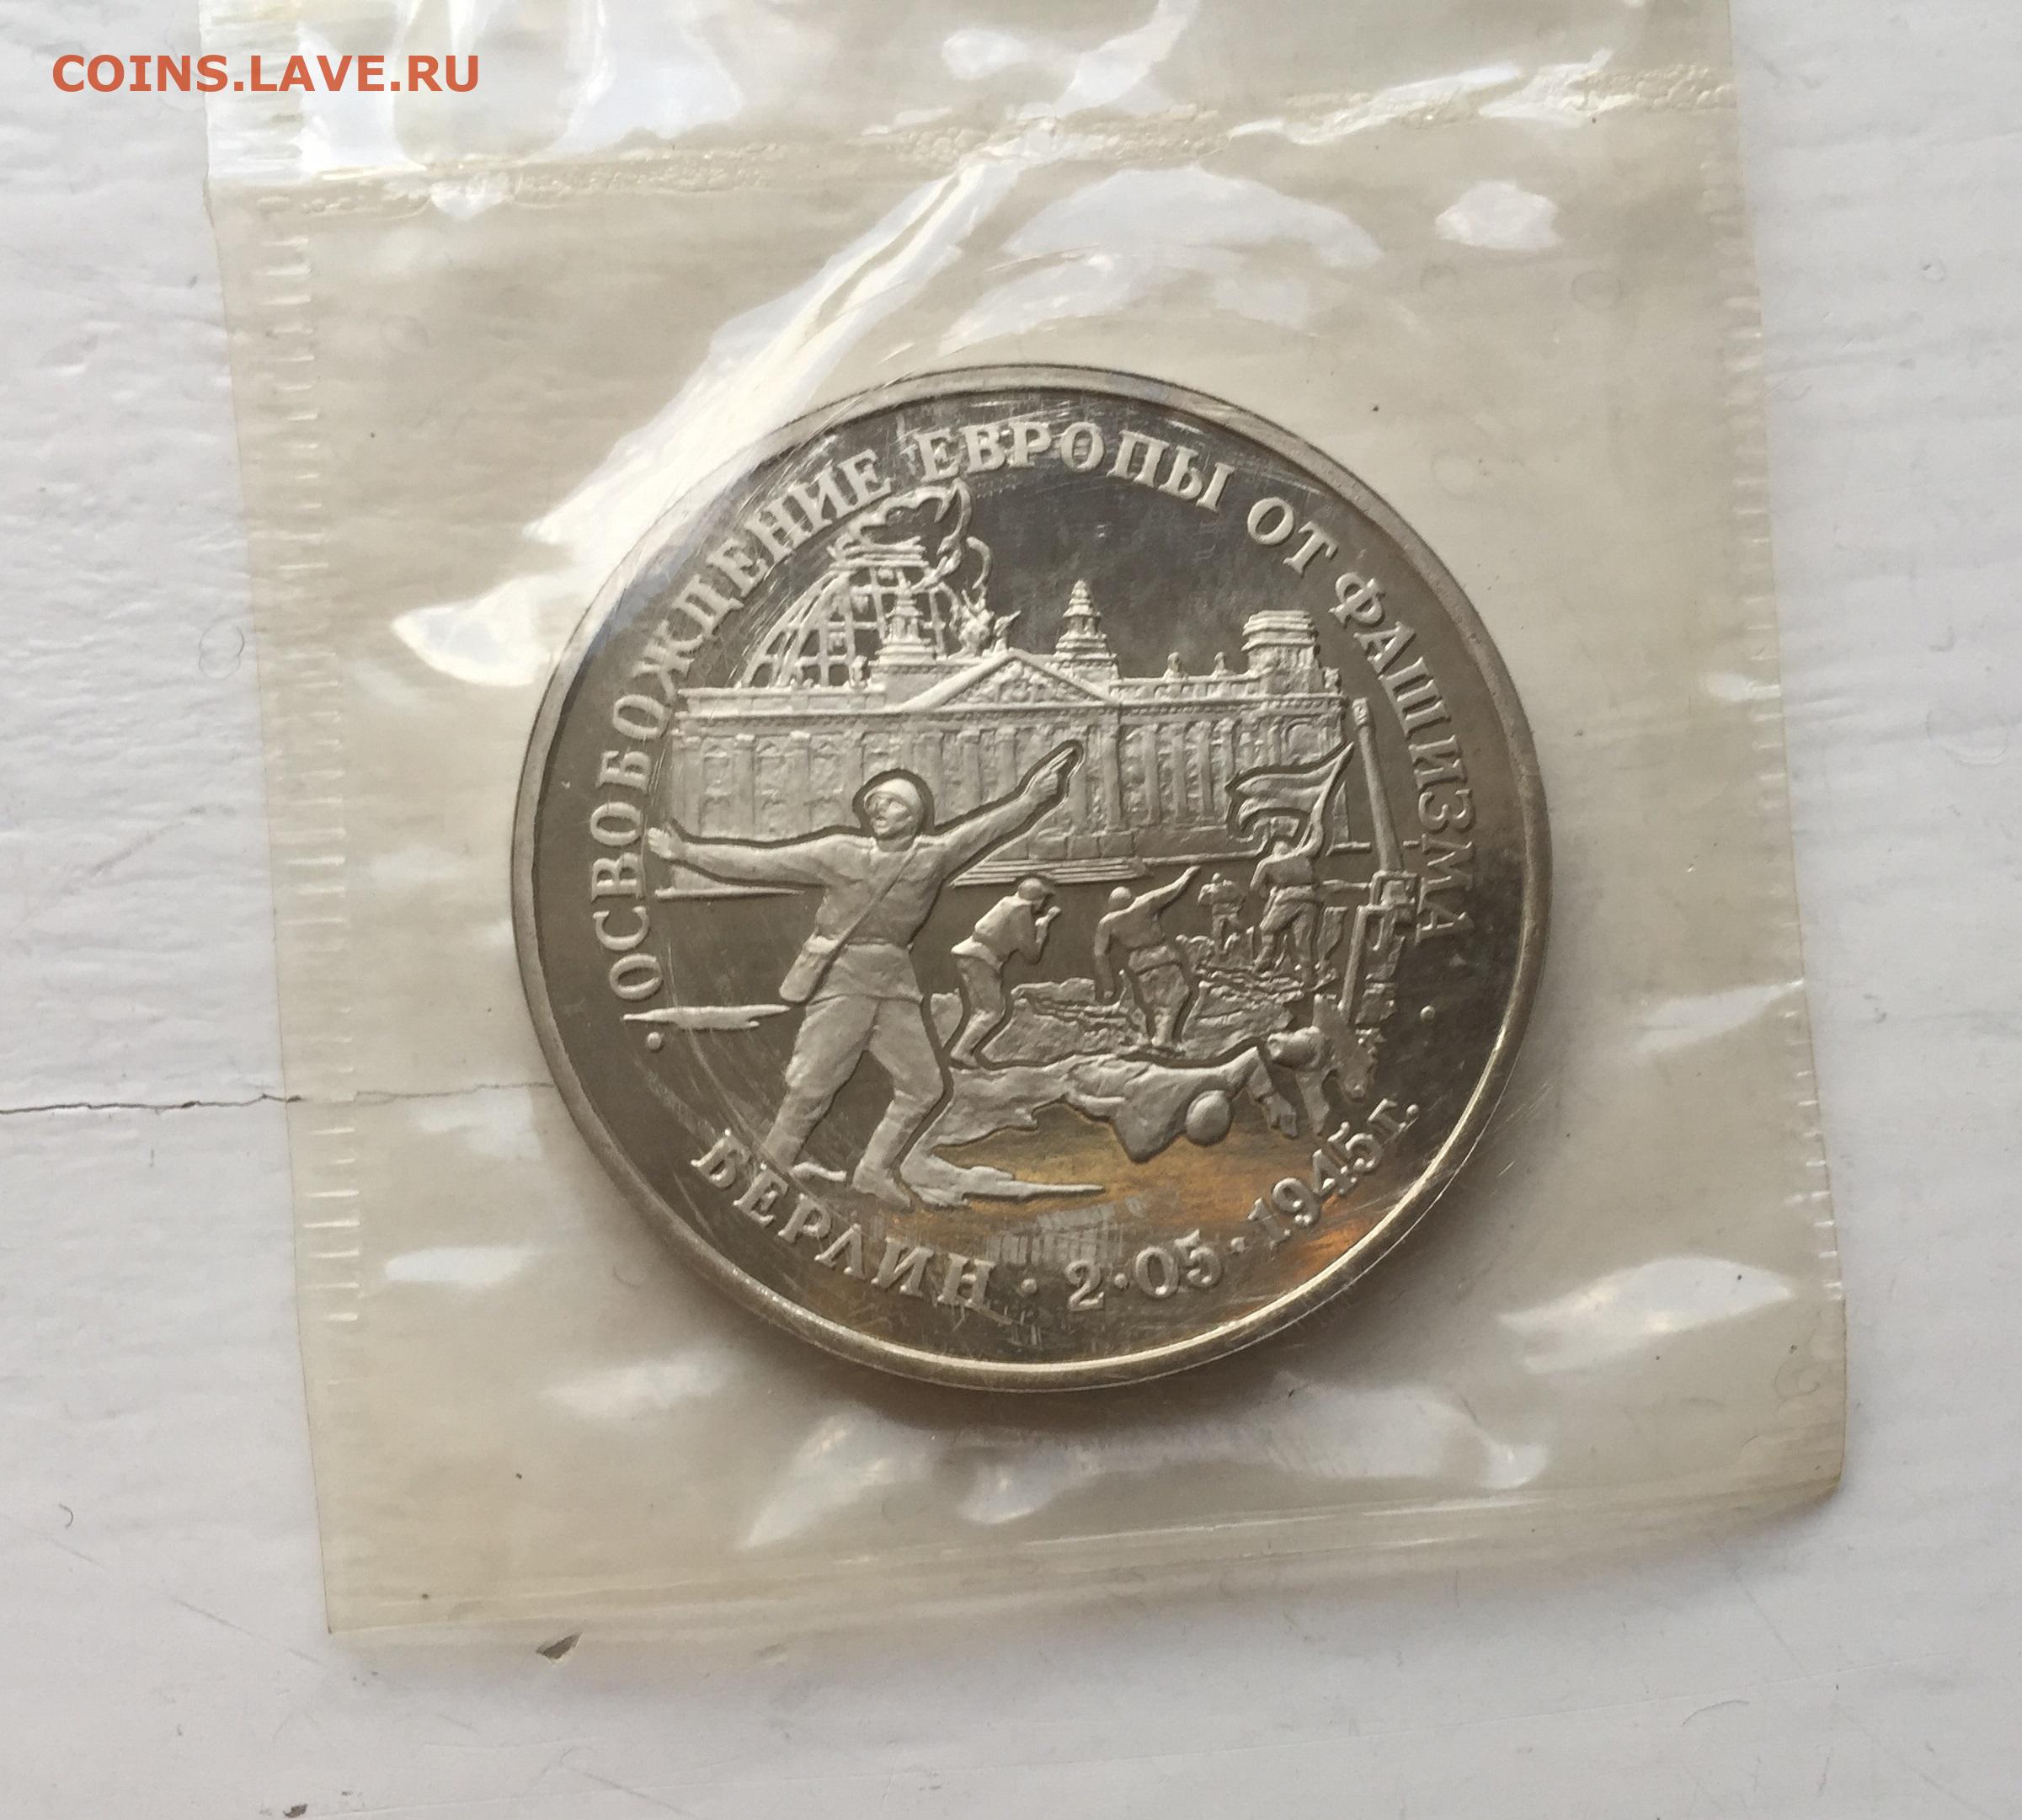 COINS.LAVE.RU
· ОСВОБОЖДЕНИЕ ЕВРОПЫ ОТ ФАШИЗМА ·
БЕРЛИН · 2 · 05 · 1945 г.